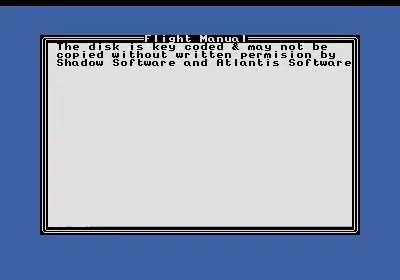 Flight Manual
The disk is key coded & may not be
copied without written permision by
Shadow Software and Atlantis Software